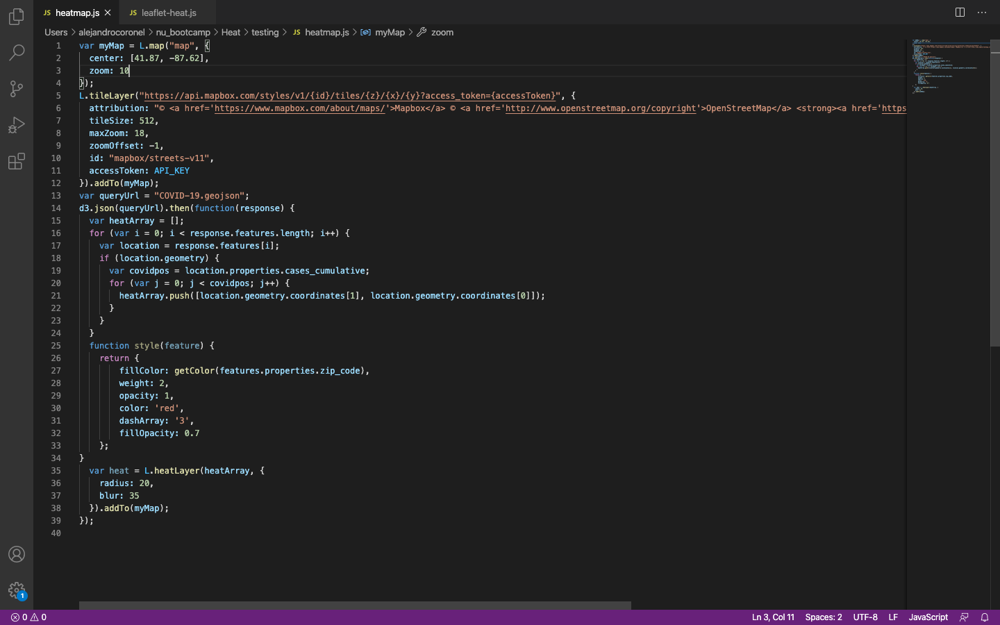 JS heatmap.js ×
JS leaflet-heat.js
Users > alejandrocoronel > nu_bootcamp > Heat > testing > JS heatmap.js > myMap > zoom
1 var myMap = L.map("map", {
2 center: [41.87, -87.62],
3 zoom: 10
4 });
5 L.tileLayer("https://api.mapbox.com/styles/v1/{id}/tiles/{z}/{x}/{y}?access_token={accessToken}", {
6 attribution: "© <a href='https://www.mapbox.com/about/maps/'>Mapbox</a> © <a href='http://www.openstreetmap.org/copyright'>OpenStreetMap</a> <strong><a href='https
7 tileSize: 512,
8 maxZoom: 18,
9 zoomOffset: -1,
10 id: "mapbox/streets-v11",
11 accessToken: API_KEY
12 }).addTo(myMap);
13 var queryUrl = "COVID-19.geojson";
14 d3.json(queryUrl).then(function(response) {
15 var heatArray = [];
16 for (var i = 0; i < response.features.length; i++) {
17 var location = response.features[i];
18 if (location.geometry) {
19 var covidpos = location.properties.cases_cumulative;
20 for (var j = 0; j < covidpos; j++) {
21 heatArray.push([location.geometry.coordinates[1], location.geometry.coordinates[0]]);
22 }
23 }
24 }
25 function style(feature) {
26 return {
27 fillColor: getColor(features.properties.zip_code),
28 weight: 2,
29 opacity: 1,
30 color: 'red',
31 dashArray: '3',
32 fillOpacity: 0.7
33 };
34 }
35 var heat = L.heatLayer(heatArray, {
36 radius: 20,
37 blur: 35
38 }).addTo(myMap);
39 });
40
1
0 0 Ln 3, Col 11 Spaces: 2 UTF-8 LF JavaScript